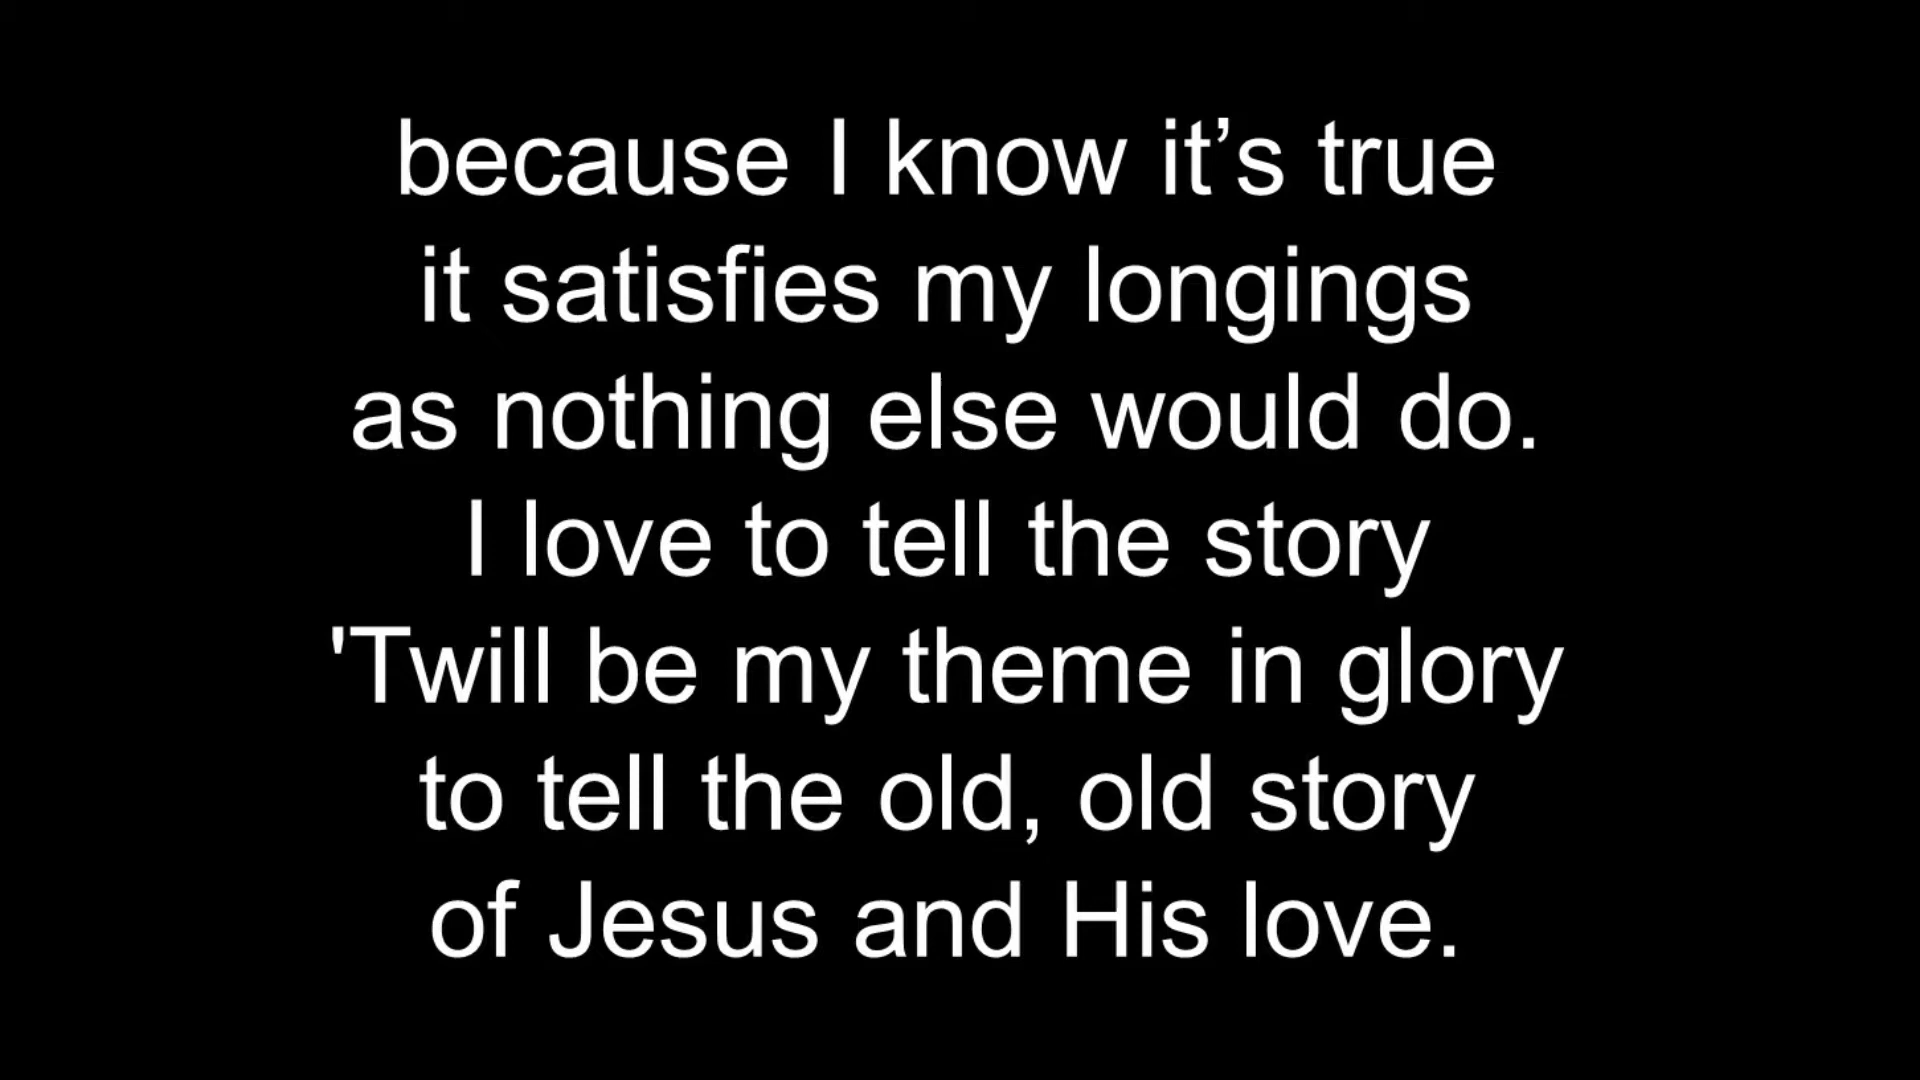 because I know it’s true
it satisfies my longings
as nothing else would do.
I love to tell the story
'Twill be my theme in glory
to tell the old, old story
of Jesus and His love.